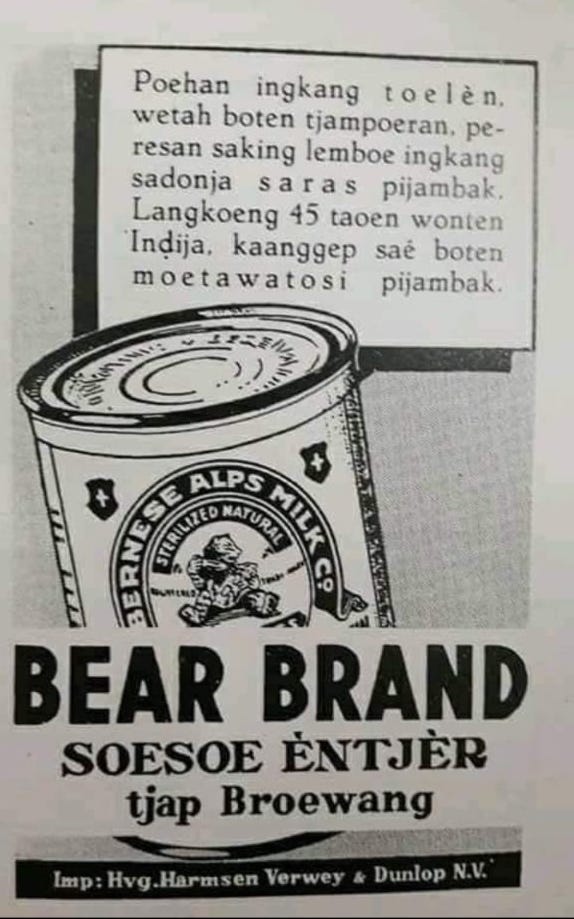 Poehan ingkang toelèn,
wetah boten tjampoeran, pe-
resan saking lemboe ingkang
sadonja saras pijambak.
Langkoeng 45 taoen wonten
Indija, kaanggep saé boten
moetawatosi pijambak.
BERNESE ALPS MILK Co
STERILIZED NATURAL
BEAR BRAND
SOESOE ÈNTJÈR
tjap Broewang
Imp: Hvg. Harmsen Verwey & Dunlop N.V.